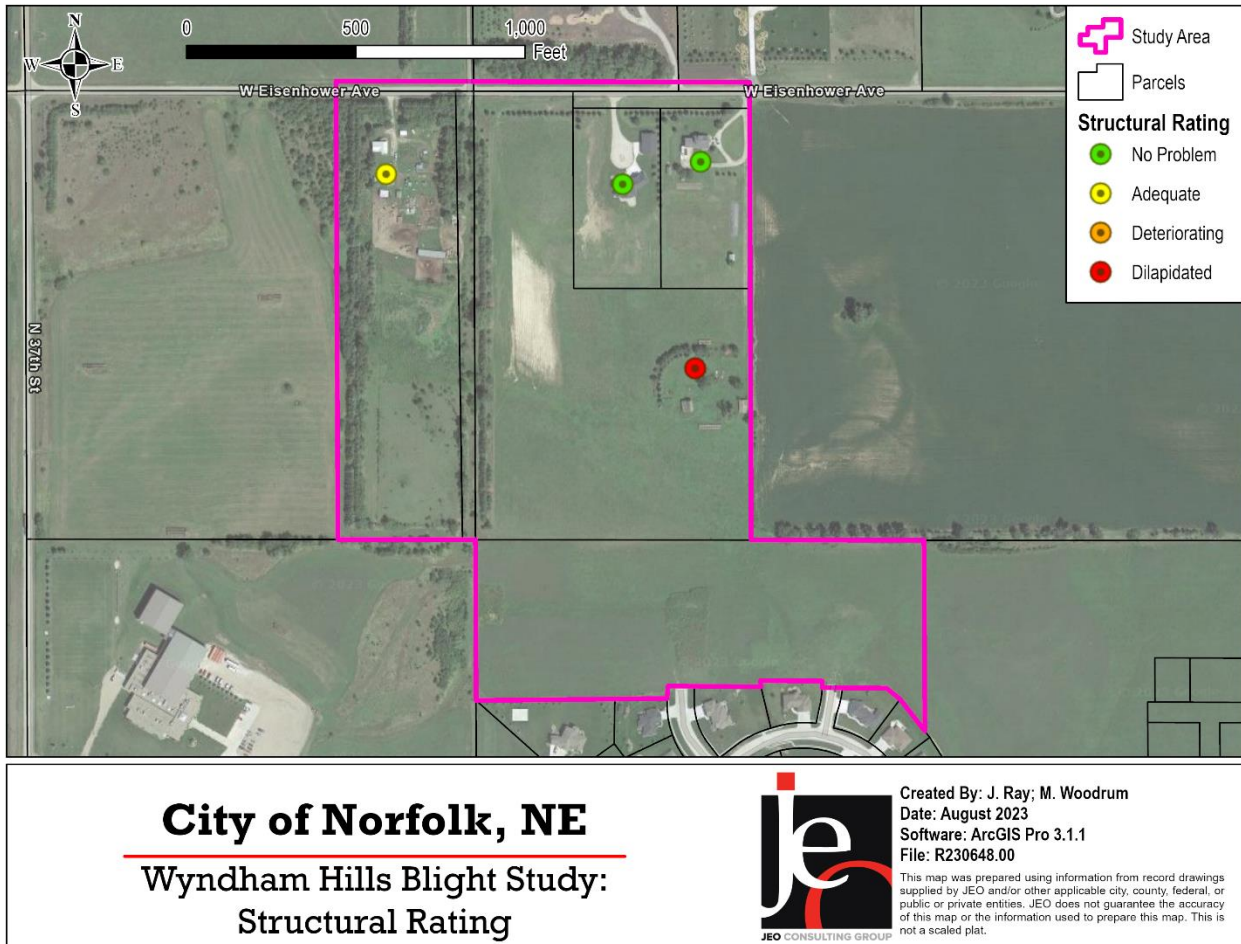 N
W
E
S
0 500 1,000
Feet
W Eisenhower Ave
W Eisenhower Ave
N 37th St
Study Area
Parcels
Structural Rating
No Problem
Adequate
Deteriorating
Dilapidated
City of Norfolk, NE
Wyndham Hills Blight Study:
Structural Rating
jeo
JEO CONSULTING GROUP
Created By: J. Ray; M. Woodrum
Date: August 2023
Software: ArcGIS Pro 3.1.1
File: R230648.00
This map was prepared using information from record drawings
supplied by JEO and/or other applicable city, county, federal, or
public or private entities. JEO does not guarantee the accuracy
of this map or the information used to prepare this map. This is
not a scaled plat.